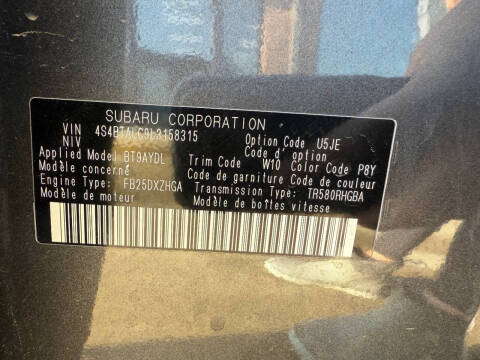 SUBARU CORPORATION
VIN 4S4BTALC9L3158315 Option Code U5JE
NIV Code d' option
Applied Model BT9AYDL Trim Code W10 Color Code P8Y
Modèle concerné Code de garniture Code de couleur
Engine Type: FB25DXZHGA Transmission Type: TR580RHGBA
Modèle de moteur Modèle de boîtes vitesse